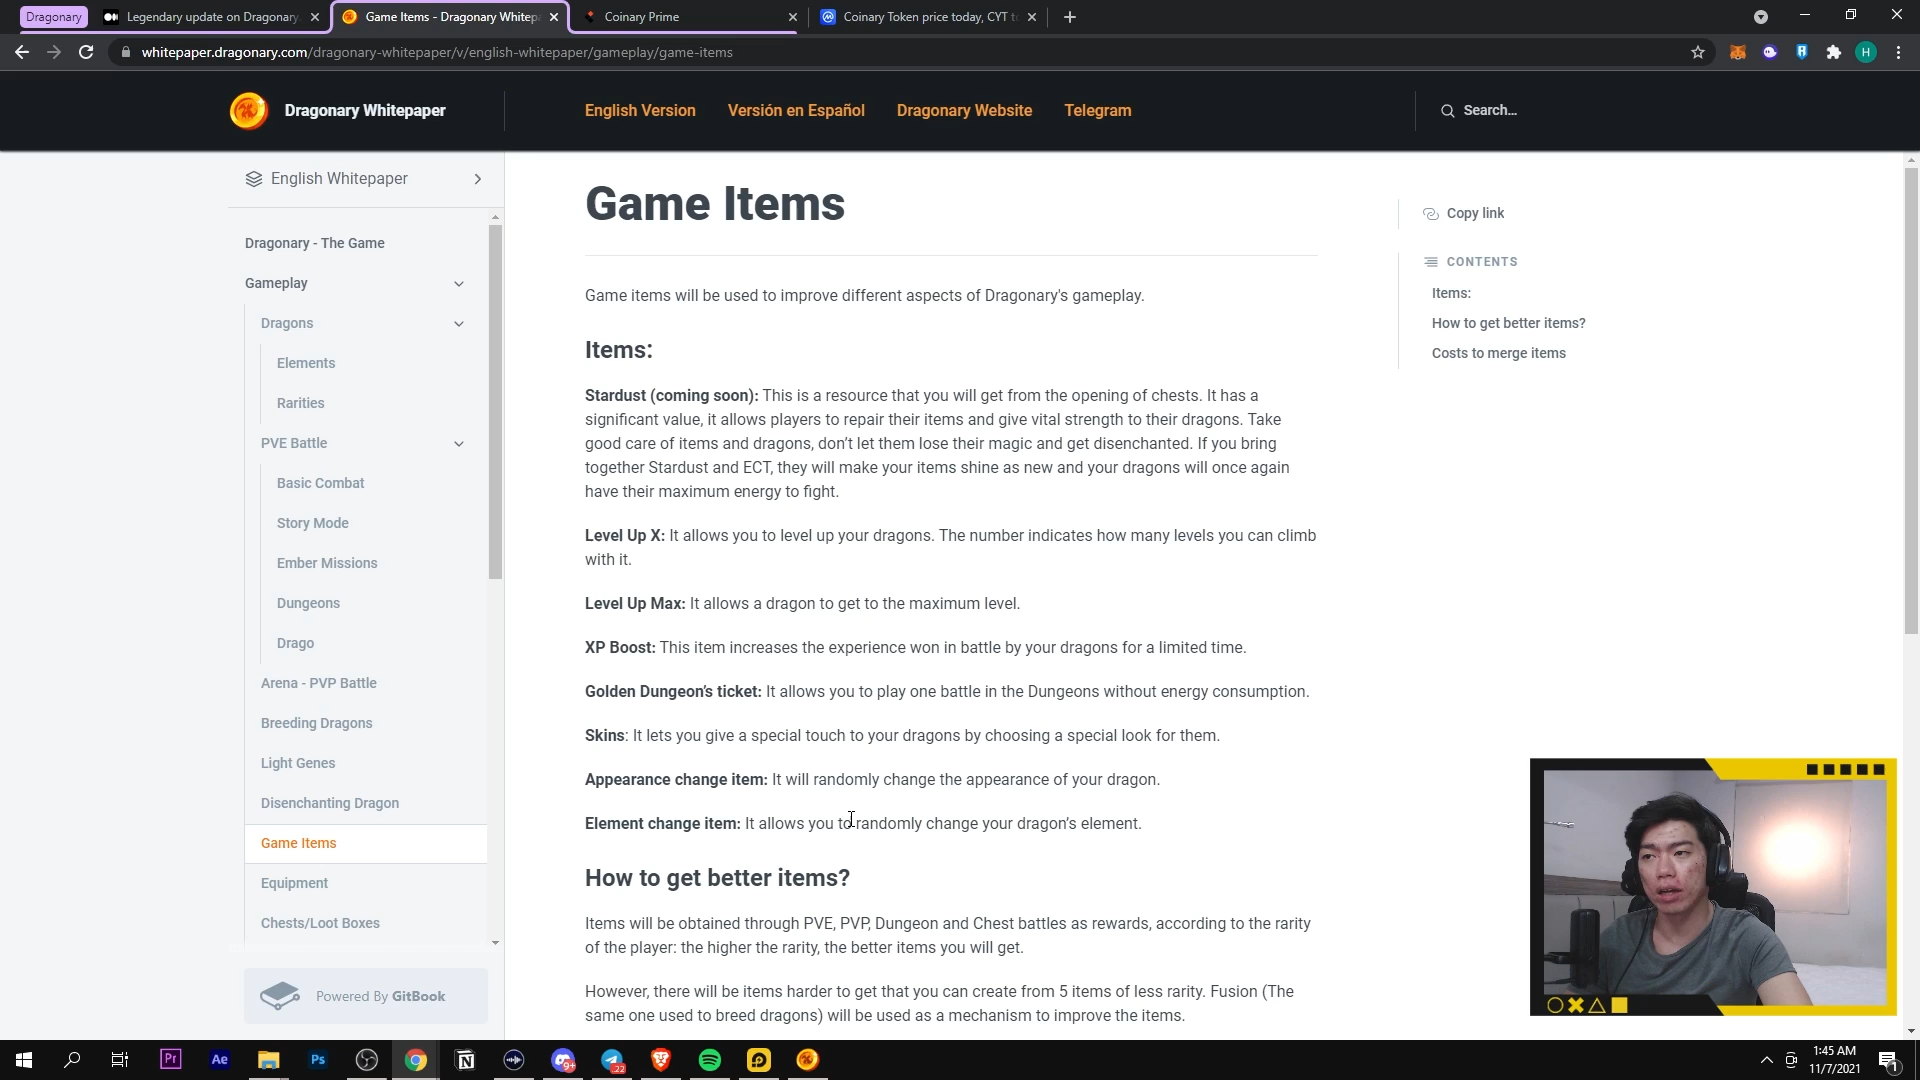 Dragonary
Legendary update on Dragonary
Game Items - Dragonary Whitepa
Coinary Prime
Coinary Token price today, CYT to
whitepaper.dragonary.com/dragonary-whitepaper/v/english-whitepaper/gameplay/game-items
H
Dragonary Whitepaper
English Version
Versión en Español
Dragonary Website
Telegram
Search...
English Whitepaper
Dragonary - The Game
Gameplay
Dragons
Elements
Rarities
PVE Battle
Basic Combat
Story Mode
Ember Missions
Dungeons
Drago
Arena - PVP Battle
Breeding Dragons
Light Genes
Disenchanting Dragon
Game Items
Equipment
Chests/Loot Boxes
Powered By GitBook
Game Items
Game items will be used to improve different aspects of Dragonary's gameplay.
Items:
Stardust (coming soon): This is a resource that you will get from the opening of chests. It has a
significant value, it allows players to repair their items and give vital strength to their dragons. Take
good care of items and dragons, don’t let them lose their magic and get disenchanted. If you bring
together Stardust and ECT, they will make your items shine as new and your dragons will once again
have their maximum energy to fight.
Level Up X: It allows you to level up your dragons. The number indicates how many levels you can climb
with it.
Level Up Max: It allows a dragon to get to the maximum level.
XP Boost: This item increases the experience won in battle by your dragons for a limited time.
Golden Dungeon’s ticket: It allows you to play one battle in the Dungeons without energy consumption.
Skins: It lets you give a special touch to your dragons by choosing a special look for them.
Appearance change item: It will randomly change the appearance of your dragon.
Element change item: It allows you to randomly change your dragon’s element.
How to get better items?
Items will be obtained through PVE, PVP, Dungeon and Chest battles as rewards, according to the rarity
of the player: the higher the rarity, the better items you will get.
However, there will be items harder to get that you can create from 5 items of less rarity. Fusion (The
same one used to breed dragons) will be used as a mechanism to improve the items.
Copy link
CONTENTS
Items:
How to get better items?
Costs to merge items
Pr
Ae
Ps
9+
22
1:45 AM
11/7/2021
1